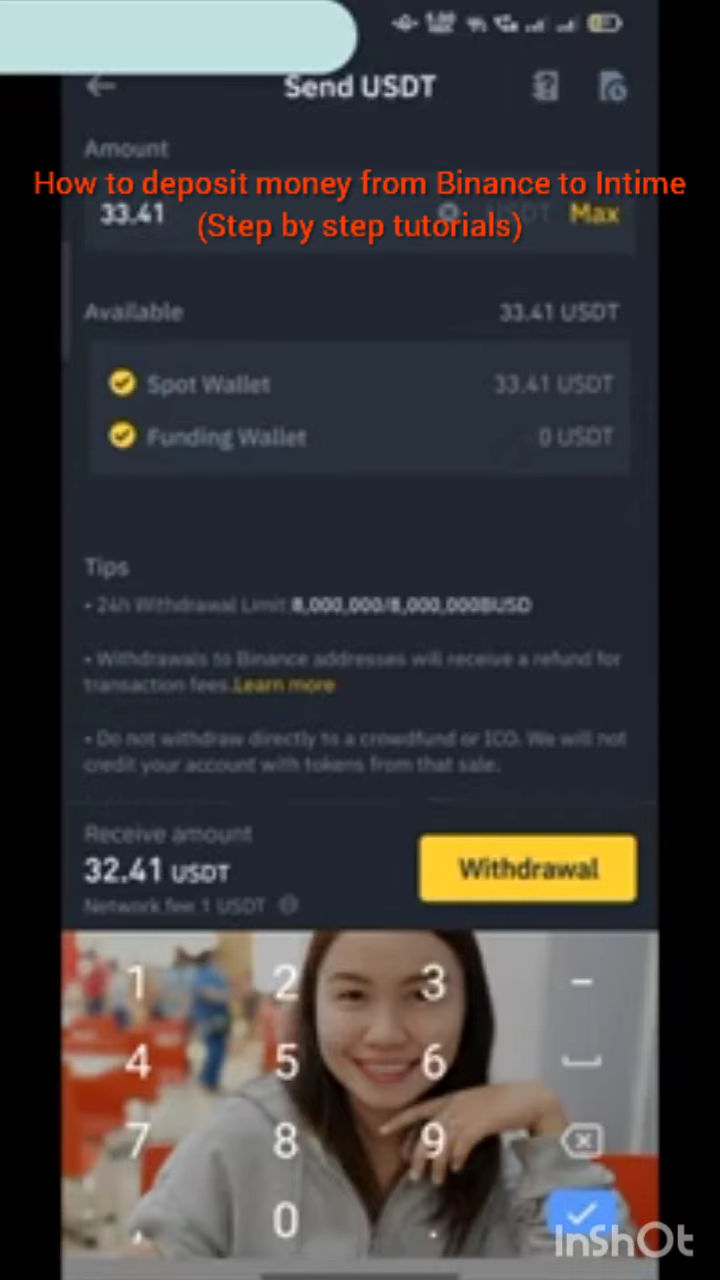 Send USDT
Amount
How to deposit money from Binance to Intime
33.41 USDT Max
(Step by step tutorials)
Available 33.41 USDT
Spot Wallet 33.41 USDT
Funding Wallet 0 USDT
Tips
• 24h Withdrawal Limit:8,000,000/8,000,000BUSD
• Withdrawals to Binance addresses will receive a refund for
transaction fees.Learn more
• Do not withdraw directly to a crowdfund or ICO. We will not
credit your account with tokens from that sale.
Receive amount
32.41 USDT
Withdrawal
Network fee 1 USDT
1 2 3 –
4 5 6
7 8 9
, 0 .
InShOt